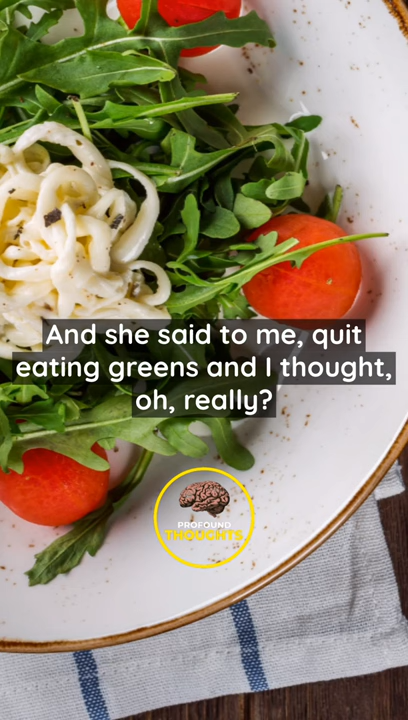 And she said to me, quit
eating greens and I thought,
oh, really?
PROFOUND
THOUGHTS